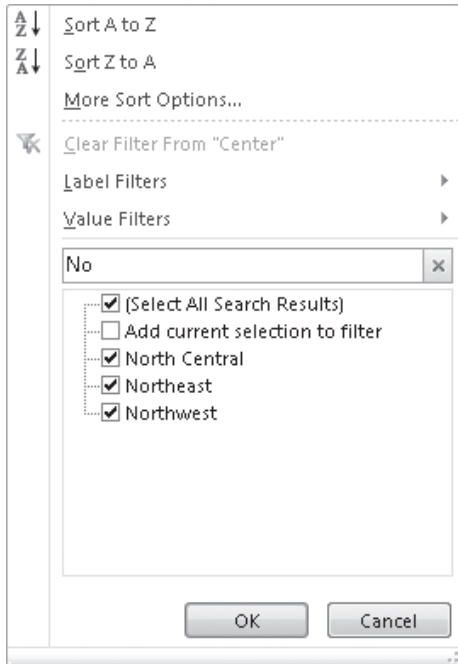 Sort A to Z
Sort Z to A
More Sort Options...
Clear Filter From "Center"
Label Filters
Value Filters
No
(Select All Search Results)
Add current selection to filter
North Central
Northeast
Northwest
OK Cancel